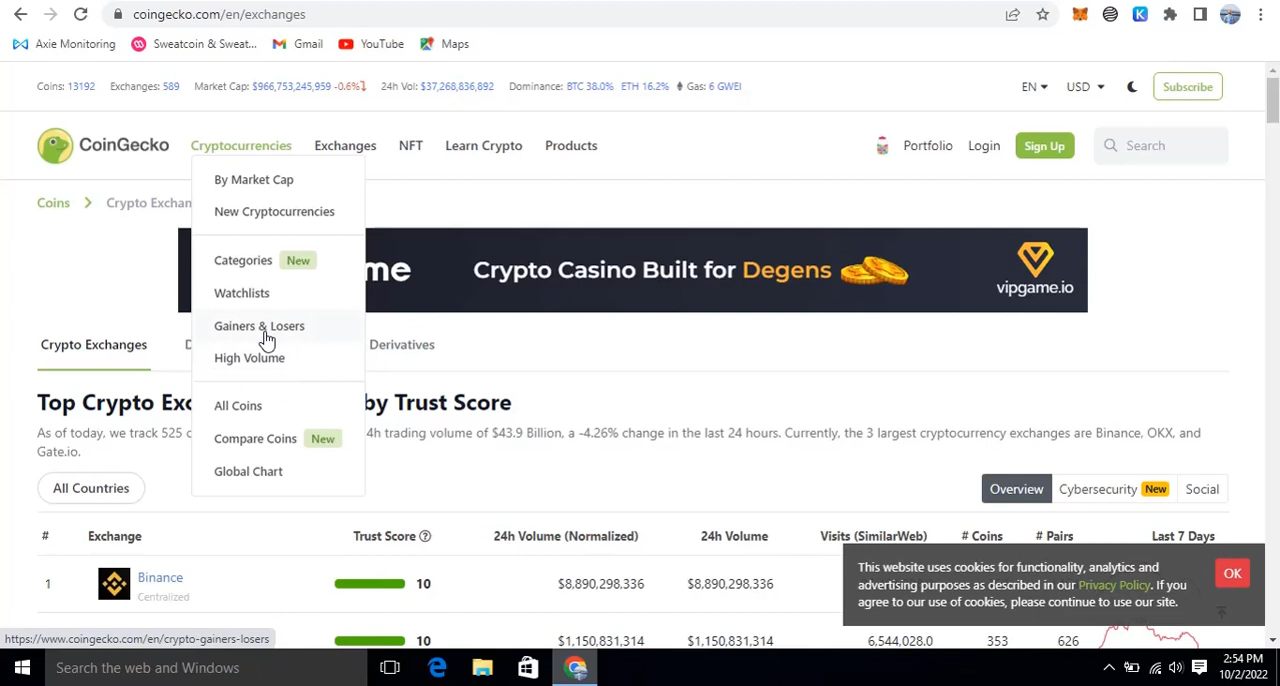 coingecko.com/en/exchanges
Axie Monitoring Sweatcoin & Sweat... Gmail YouTube Maps
Coins: 13192 Exchanges: 589 Market Cap: $966,753,245,959 -0.6% 24h Vol: $37,268,836,892 Dominance: BTC 38.0% ETH 16.2% Gas: 6 GWEI EN USD Subscribe
CoinGecko Cryptocurrencies Exchanges NFT Learn Crypto Products Portfolio Login Sign Up Search
By Market Cap
New Cryptocurrencies
Categories New
Watchlists
Gainers & Losers
High Volume
All Coins
Compare Coins New
Global Chart
Coins Crypto Exchan
me Crypto Casino Built for Degens vipgame.io
Crypto Exchanges D Derivatives
Top Crypto Exc by Trust Score
As of today, we track 525 c 4h trading volume of $43.9 Billion, a -4.26% change in the last 24 hours. Currently, the 3 largest cryptocurrency exchanges are Binance, OKX, and
Gate.io.
All Countries Overview Cybersecurity New Social
# Exchange Trust Score 24h Volume (Normalized) 24h Volume Visits (SimilarWeb) # Coins # Pairs Last 7 Days
1 Binance 10 $8,890,298,336 $8,890,298,336
Centralized
10 $1,150,831,314 $1,150,831,314 6,544,028.0 353 626
This website uses cookies for functionality, analytics and
advertising purposes as described in our Privacy Policy. If you
agree to our use of cookies, please continue to use our site.
OK
https://www.coingecko.com/en/crypto-gainers-losers
Search the web and Windows
2:54 PM
10/2/2022